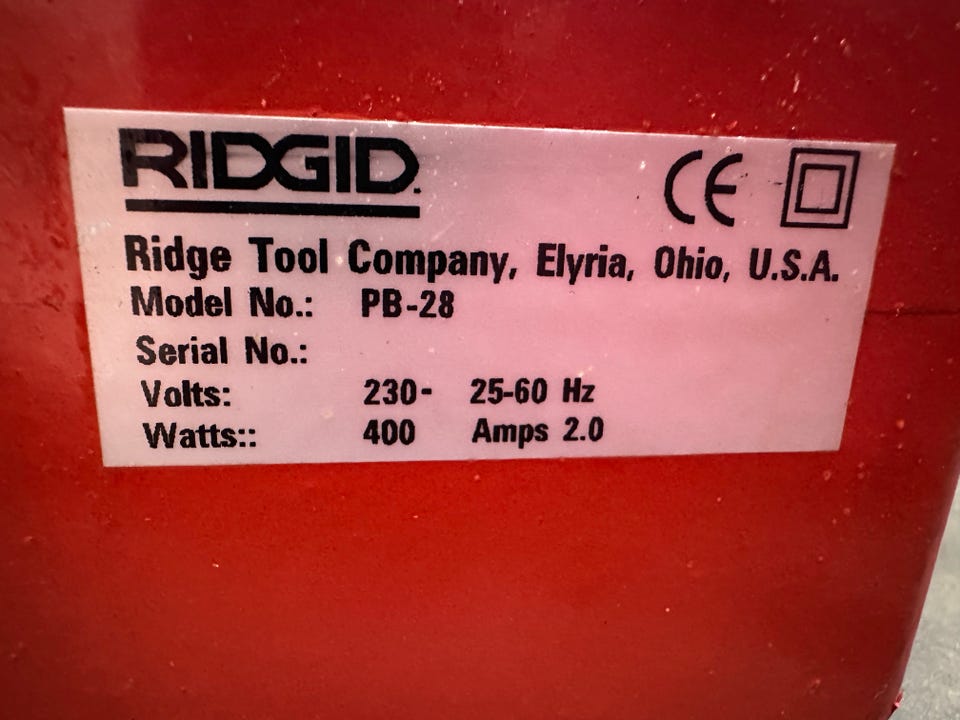 RIDGID.
CE
Ridge Tool Company, Elyria, Ohio, U.S.A.
Model No.: PB-28
Serial No.:
Volts: 230- 25-60 Hz
Watts:: 400 Amps 2.0